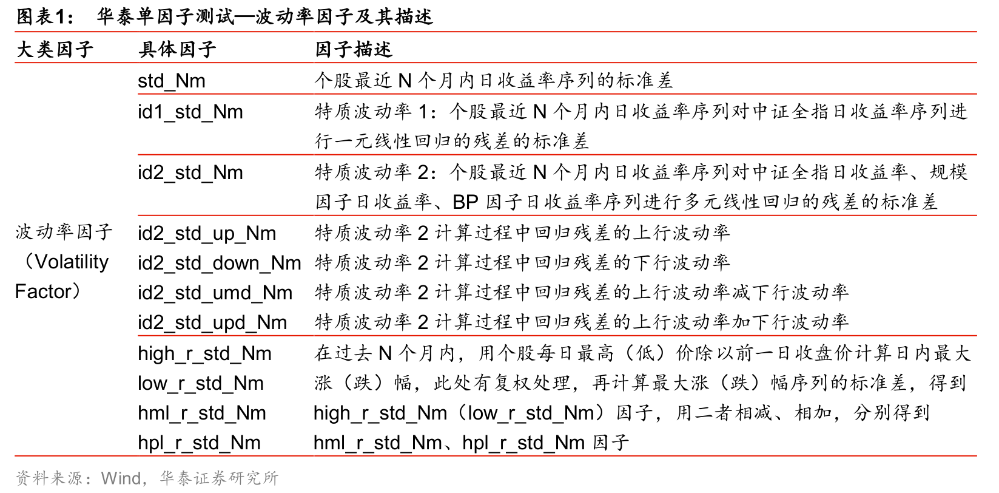 图表1： 华泰单因子测试—波动率因子及其描述
大类因子 具体因子 因子描述
std_Nm 个股最近 N 个月内日收益率序列的标准差
id1_std_Nm 特质波动率 1：个股最近 N 个月内日收益率序列对中证全指日收益率序列进
行一元线性回归的残差的标准差
id2_std_Nm 特质波动率 2：个股最近 N 个月内日收益率序列对中证全指日收益率、规模
因子日收益率、BP 因子日收益率序列进行多元线性回归的残差的标准差
波动率因子 id2_std_up_Nm 特质波动率 2 计算过程中回归残差的上行波动率
（Volatility id2_std_down_Nm 特质波动率 2 计算过程中回归残差的下行波动率
Factor） id2_std_umd_Nm 特质波动率 2 计算过程中回归残差的上行波动率减下行波动率
id2_std_upd_Nm 特质波动率 2 计算过程中回归残差的上行波动率加下行波动率
high_r_std_Nm 在过去 N 个月内，用个股每日最高（低）价除以前一日收盘价计算日内最大
low_r_std_Nm 涨（跌）幅，此处有复权处理，再计算最大涨（跌）幅序列的标准差，得到
hml_r_std_Nm high_r_std_Nm（low_r_std_Nm）因子，用二者相减、相加，分别得到
hpl_r_std_Nm hml_r_std_Nm、hpl_r_std_Nm 因子
资料来源：Wind，华泰证券研究所